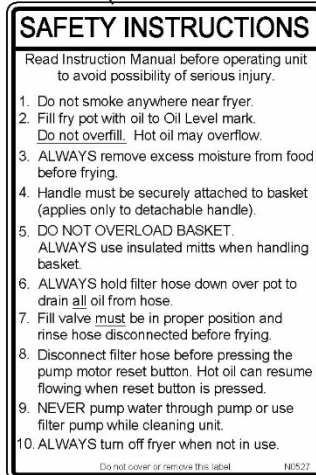 SAFETY INSTRUCTIONS
Read Instruction Manual before operating unit
to avoid possibility of serious injury.
1. Do not smoke anywhere near fryer.
2. Fill fry pot with oil to Oil Level mark.
Do not overfill. Hot oil may overflow.
3. ALWAYS remove excess moisture from food
before frying.
4. Handle must be securely attached to basket
(applies only to detachable handle).
5. DO NOT OVERLOAD BASKET.
ALWAYS use insulated mitts when handling
basket.
6. ALWAYS hold filter hose down over pot to
drain all oil from hose.
7. Fill valve must be in proper position and
rinse hose disconnected before frying.
8. Disconnect filter hose before pressing the
pump motor reset button. Hot oil can resume
flowing when reset button is pressed.
9. NEVER pump water through pump or use
filter pump while cleaning unit.
10. ALWAYS turn off fryer when not in use.
Do not cover or remove this label N0527